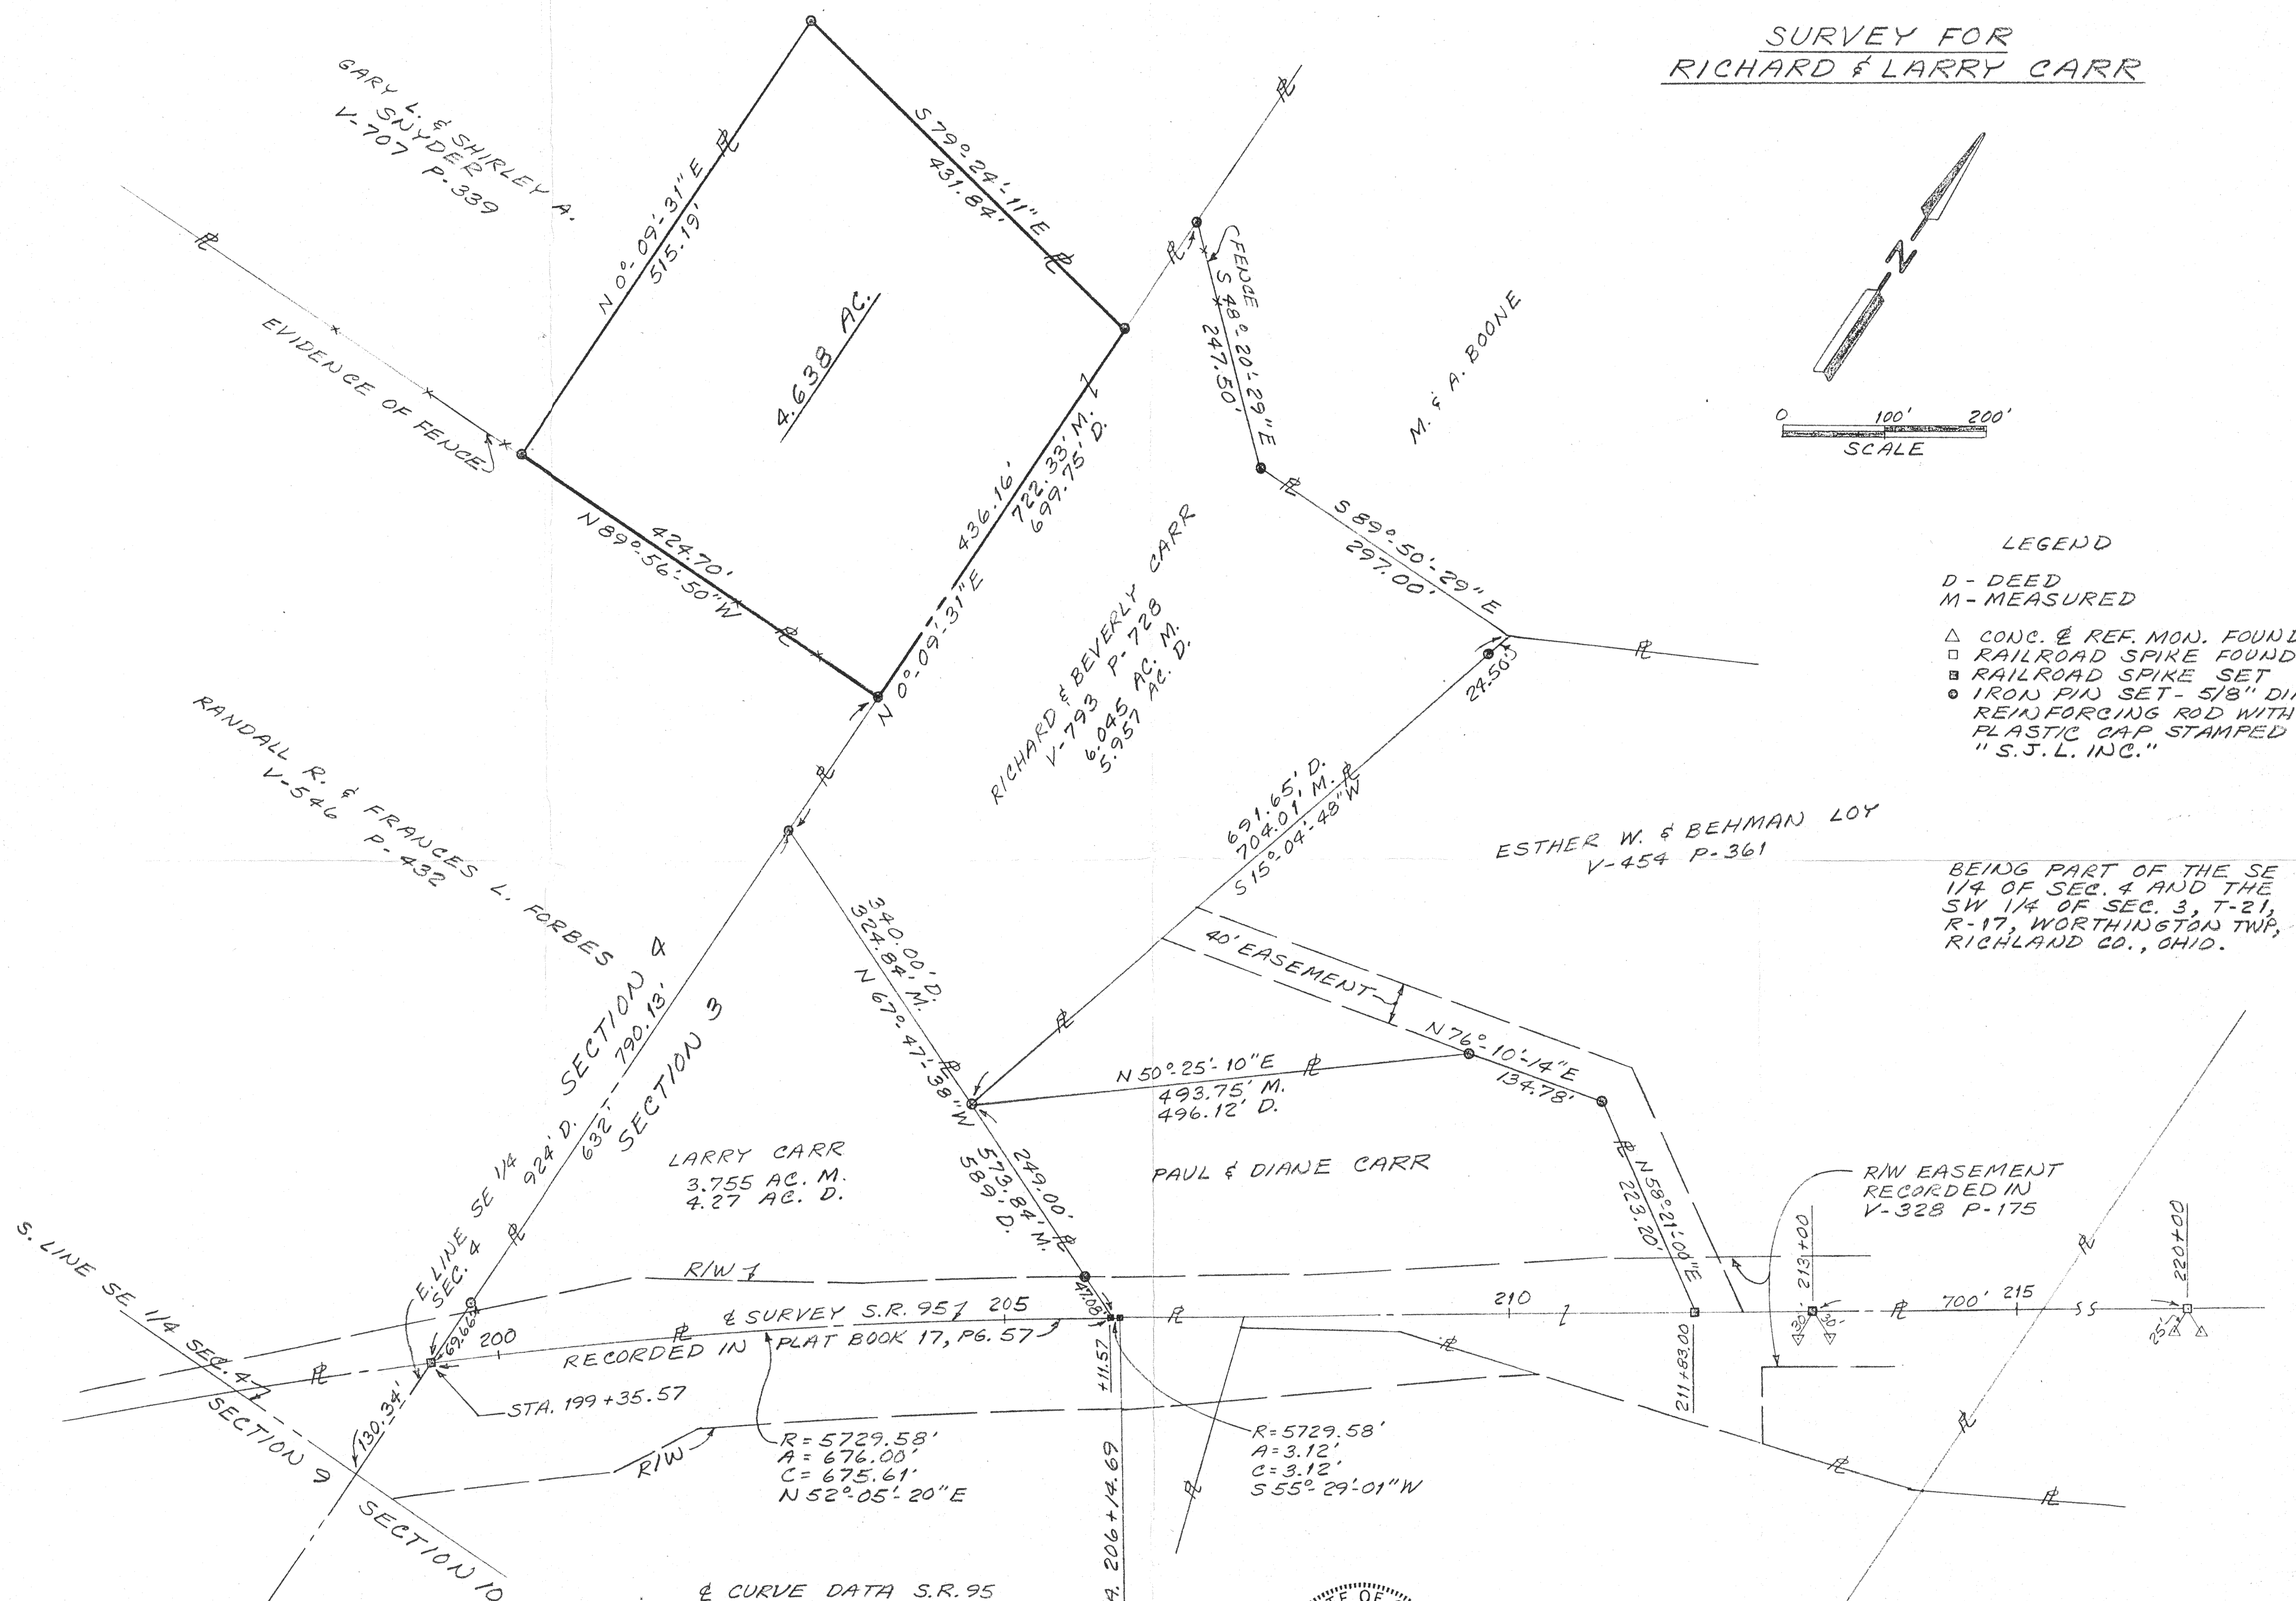 SURVEY FOR
RICHARD & LARRY CARR
GARY L. & SHIRLEY A.
SNYDER
V-707 P-339
N 0°-09'-31" E
515.19'
S 79°-24'-11" E
431.84'
4.638 AC.
EVIDENCE OF FENCE
424.70'
N 89°-56'-50" W
436.16'
722.33' M.
699.75' D.
N 0°-09'-31" E
FENCE
S 48°-20'-29" E
247.50'
M. & A. BOONE
N
0 100' 200'
SCALE
S 89°-50'-29" E
297.00'
24.50'
LEGEND
D - DEED
M - MEASURED
CONC. ℄ REF. MON. FOUND
RAILROAD SPIKE FOUND
RAILROAD SPIKE SET
IRON PIN SET - 5/8" DI
REINFORCING ROD WITH
PLASTIC CAP STAMPED
"S.J.L. INC."
RICHARD & BEVERLY CARR
V-793 P-728
6.045 AC. M.
5.957 AC. D.
RANDALL R. & FRANCES L. FORBES
V-546 P-432
691.65' D.
704.01' M.
S 15°-04'-48" W
ESTHER W. & BEHMAN LOY
V-454 P-361
BEING PART OF THE SE
1/4 OF SEC. 4 AND THE
SW 1/4 OF SEC. 3, T-21,
R-17, WORTHINGTON TWP,
RICHLAND CO., OHIO.
40' EASEMENT
340.00' D.
324.84' M.
N 67°-47'-38" W
SECTION 4
790.13'
924' D.
632'
SECTION 3
E. LINE SE 1/4
SEC. 4
N 76°-10'-14" E
134.78'
N 50°-25'-10" E
493.75' M.
496.12' D.
LARRY CARR
3.755 AC. M.
4.27 AC. D.
249.00'
573.84' M.
589' D.
PAUL & DIANE CARR
N 58°-21'-00" E
223.20'
R/W EASEMENT
RECORDED IN
V-328 P-175
213+00
220+00
S. LINE SE 1/4 SEC. 4
R/W
47.08'
69.66'
200
℄ SURVEY S.R. 95
205
RECORDED IN PLAT BOOK 17, PG. 57
210
700'
215
30' 30'
25'
211+83.00
+11.57
STA. 199+35.57
130.34'
SECTION 9
SECTION 10
R/W
R = 5729.58'
A = 676.00'
C = 675.61'
N 52°-05'-20" E
R = 5729.58'
A = 3.12'
C = 3.12'
S 55°-29'-01" W
A. 206+14.69
℄ CURVE DATA S.R. 95
TE OF